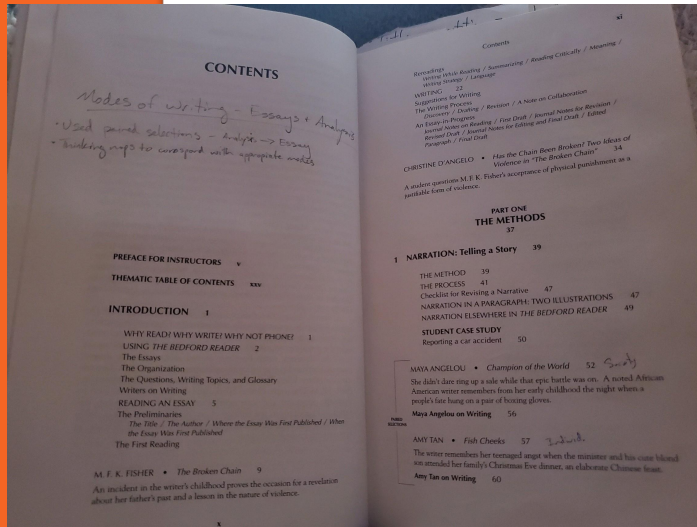 CONTENTS
Modes of Writing – Essays + Analysis
• Used paired selections – Analysis → Essay
• Thinking maps to correspond with appropriate modes
PREFACE FOR INSTRUCTORS v
THEMATIC TABLE OF CONTENTS xxv
INTRODUCTION 1
WHY READ? WHY WRITE? WHY NOT PHONE? 1
USING THE BEDFORD READER 2
The Essays
The Organization
The Questions, Writing Topics, and Glossary
Writers on Writing
READING AN ESSAY 5
The Preliminaries
The Title / The Author / Where the Essay Was First Published / When
the Essay Was First Published
The First Reading
M. F. K. FISHER • The Broken Chain 9
An incident in the writer's childhood proves the occasion for a revelation
about her father's past and a lesson in the nature of violence.
Contents
xi
Rereadings
Writing While Reading / Summarizing / Reading Critically / Meaning /
Writing Strategy / Language
WRITING 22
Suggestions for Writing
The Writing Process
Discovery / Drafting / Revision / A Note on Collaboration
An Essay-in-Progress
Journal Notes on Reading / First Draft / Journal Notes for Revision /
Revised Draft / Journal Notes for Editing and Final Draft / Edited
Paragraph / Final Draft
CHRISTINE D'ANGELO • Has the Chain Been Broken? Two Ideas of
Violence in "The Broken Chain" 34
A student questions M. F. K. Fisher's acceptance of physical punishment as a
justifiable form of violence.
PART ONE
THE METHODS
37
1 NARRATION: Telling a Story 39
THE METHOD 39
THE PROCESS 41
Checklist for Revising a Narrative 47
NARRATION IN A PARAGRAPH: TWO ILLUSTRATIONS 47
NARRATION ELSEWHERE IN THE BEDFORD READER 49
STUDENT CASE STUDY
Reporting a car accident 50
MAYA ANGELOU • Champion of the World 52
She didn't dare ring up a sale while that epic battle was on. A noted African
American writer remembers from her early childhood the night when a
people's fate hung on a pair of boxing gloves.
Maya Angelou on Writing 56
PAIRED
SELECTIONS
AMY TAN • Fish Cheeks 57
The writer remembers her teenaged angst when the minister and his cute blond
son attended her family's Christmas Eve dinner, an elaborate Chinese feast.
Amy Tan on Writing 60